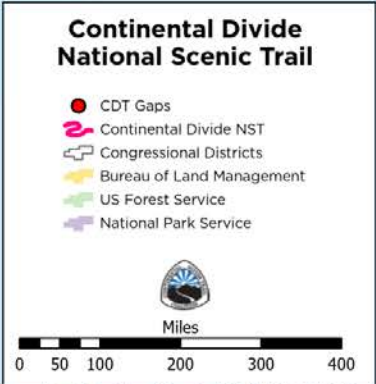 Continental Divide
National Scenic Trail
CDT Gaps
Continental Divide NST
Congressional Districts
Bureau of Land Management
US Forest Service
National Park Service
Miles
0 50 100 200 300 400